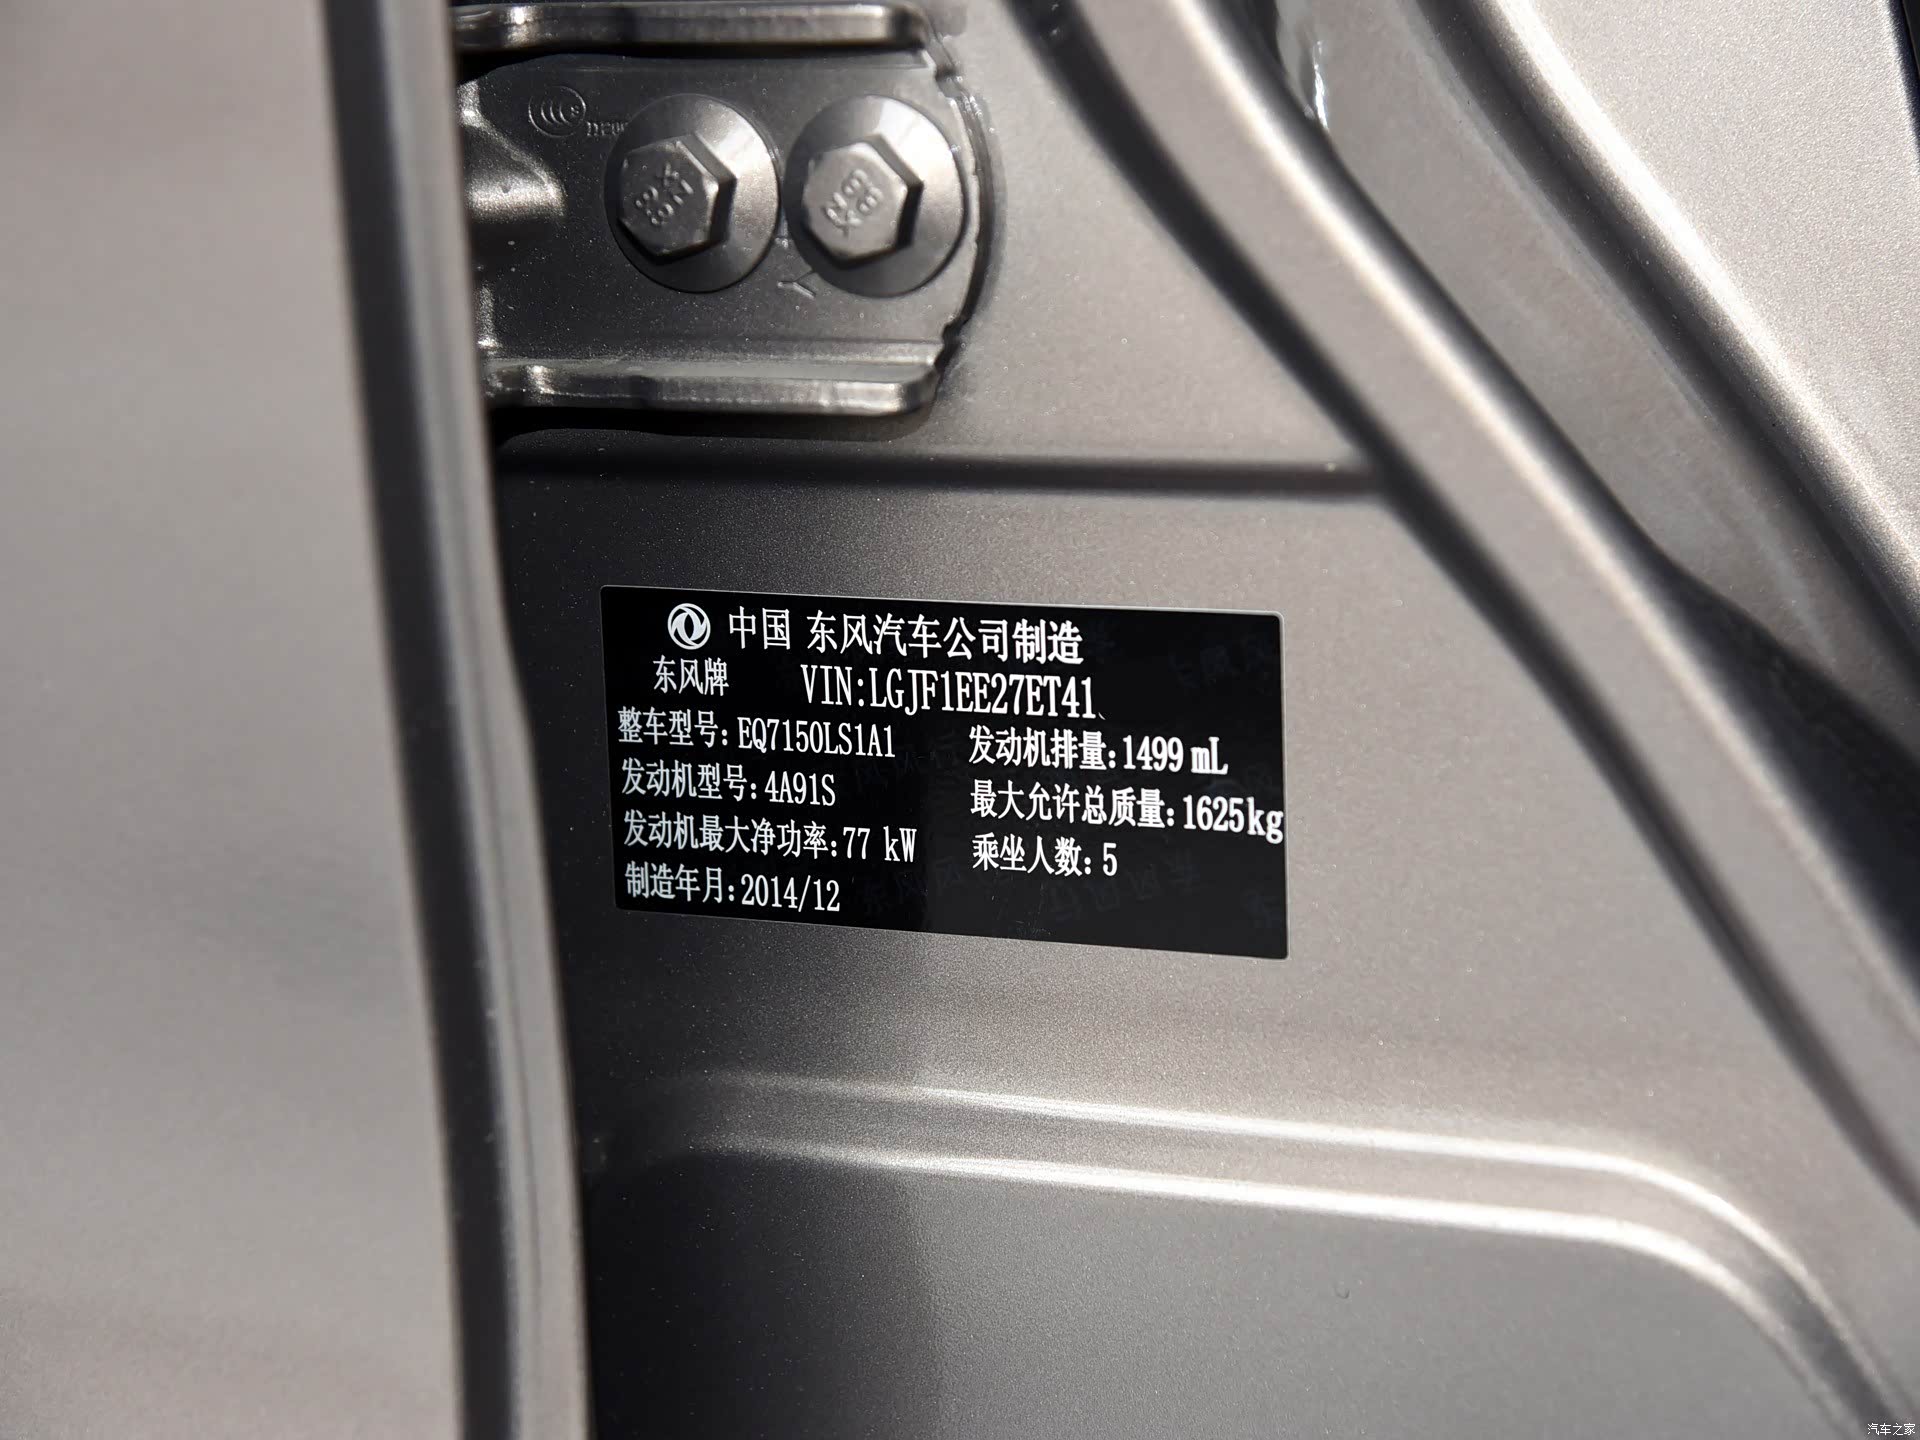 中国 东风汽车公司制造
东风牌 VIN:LGJF1EE27ET41
整车型号:EQ7150LS1A1 发动机排量:1499 mL
发动机型号:4A91S 最大允许总质量:1625kg
发动机最大净功率:77 kW 乘坐人数:5
制造年月:2014/12
汽车之家